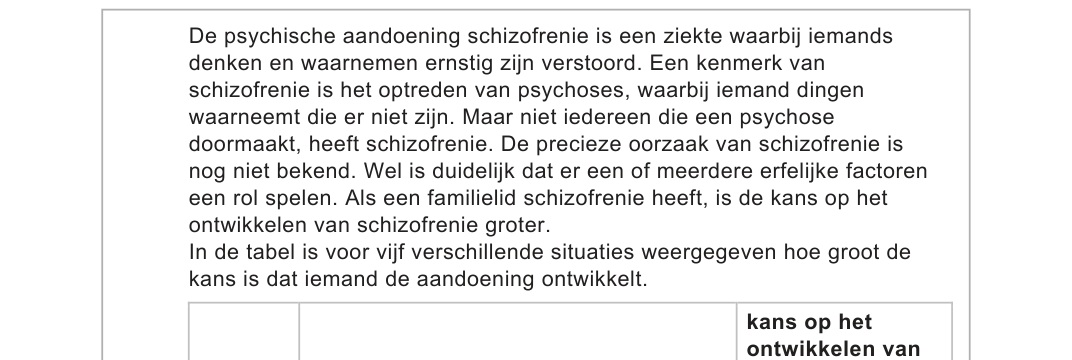 De psychische aandoening schizofrenie is een ziekte waarbij iemands
denken en waarnemen ernstig zijn verstoord. Een kenmerk van
schizofrenie is het optreden van psychoses, waarbij iemand dingen
waarneemt die er niet zijn. Maar niet iedereen die een psychose
doormaakt, heeft schizofrenie. De precieze oorzaak van schizofrenie is
nog niet bekend. Wel is duidelijk dat er een of meerdere erfelijke factoren
een rol spelen. Als een familielid schizofrenie heeft, is de kans op het
ontwikkelen van schizofrenie groter.
In de tabel is voor vijf verschillende situaties weergegeven hoe groot de
kans is dat iemand de aandoening ontwikkelt.
kans op het
ontwikkelen van